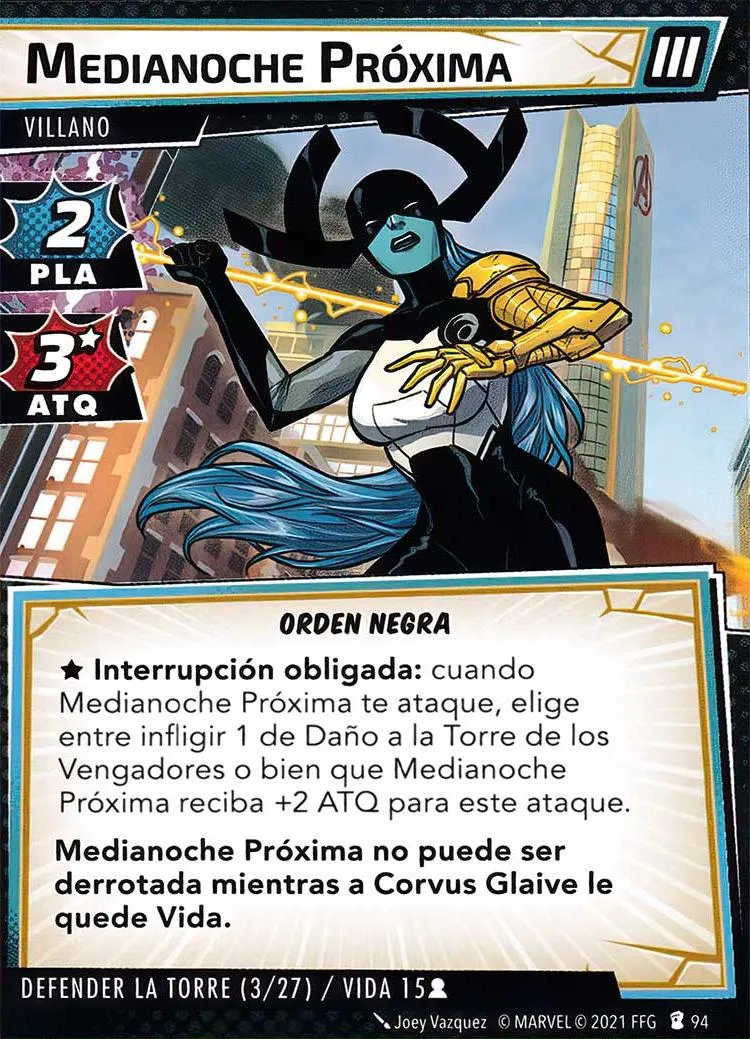 MEDIANOCHE PRÓXIMA
III
VILLANO
2
PLA
3★
ATQ
ORDEN NEGRA
★ Interrupción obligada: cuando
Medianoche Próxima te ataque, elige
entre infligir 1 de Daño a la Torre de los
Vengadores o bien que Medianoche
Próxima reciba +2 ATQ para este ataque.
Medianoche Próxima no puede ser
derrotada mientras a Corvus Glaive le
quede Vida.
DEFENDER LA TORRE (3/27) / VIDA 15
Joey Vazquez © MARVEL © 2021 FFG 94